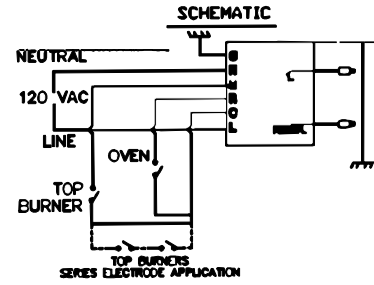 SCHEMATIC
NEUTRAL
120 VAC
LINE
OVEN
TOP
BURNER
TOP BURNERS
SERIES ELECTRODE APPLICATION
L